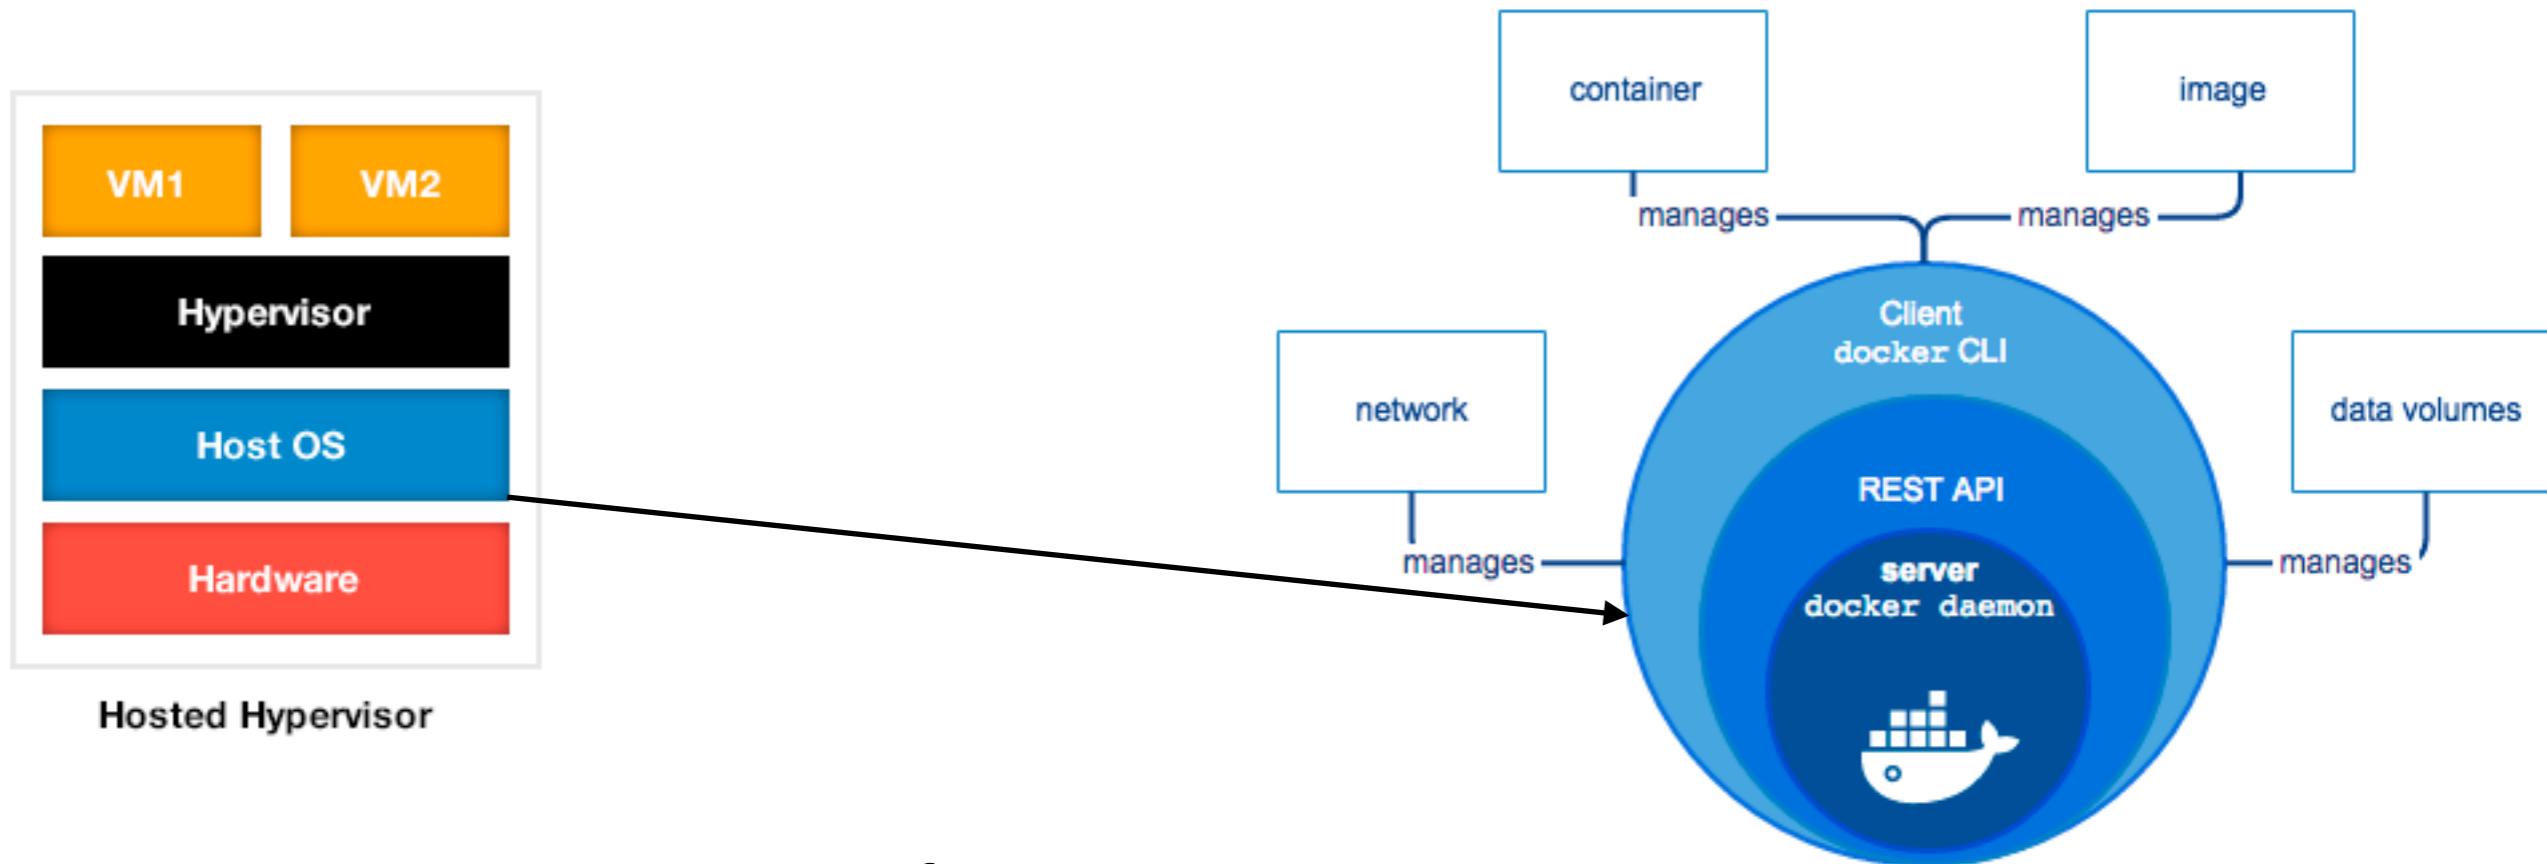 VM1
VM2
Hypervisor
Host OS
Hardware
Hosted Hypervisor
container
image
manages
manages
Client
docker CLI
network
data volumes
REST API
manages
manages
server
docker daemon